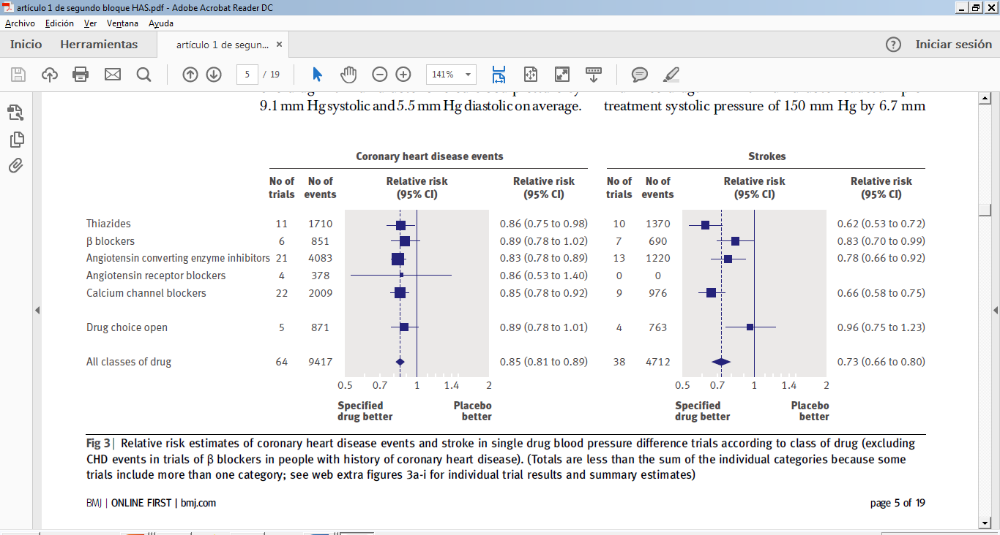 artículo 1 de segundo bloque HAS.pdf - Adobe Acrobat Reader DC
Archivo Edición Ver Ventana Ayuda
Inicio Herramientas artículo 1 de segun... × Iniciar sesión
5 / 19 141%
9.1 mm Hg systolic and 5.5 mm Hg diastolic on average.
treatment systolic pressure of 150 mm Hg by 6.7 mm
Coronary heart disease events Strokes
No of trials No of events Relative risk (95% CI) Relative risk (95% CI) No of trials No of events Relative risk (95% CI) Relative risk (95% CI)
Thiazides 11 1710 0.86 (0.75 to 0.98) 10 1370 0.62 (0.53 to 0.72)
β blockers 6 851 0.89 (0.78 to 1.02) 7 690 0.83 (0.70 to 0.99)
Angiotensin converting enzyme inhibitors 21 4083 0.83 (0.78 to 0.89) 13 1220 0.78 (0.66 to 0.92)
Angiotensin receptor blockers 4 378 0.86 (0.53 to 1.40) 0 0
Calcium channel blockers 22 2009 0.85 (0.78 to 0.92) 9 976 0.66 (0.58 to 0.75)
Drug choice open 5 871 0.89 (0.78 to 1.01) 4 763 0.96 (0.75 to 1.23)
All classes of drug 64 9417 0.85 (0.81 to 0.89) 38 4712 0.73 (0.66 to 0.80)
0.5 0.7 1 1.4 2 0.5 0.7 1 1.4 2
Specified drug better Placebo better Specified drug better Placebo better
Fig 3 | Relative risk estimates of coronary heart disease events and stroke in single drug blood pressure difference trials according to class of drug (excluding
CHD events in trials of β blockers in people with history of coronary heart disease). (Totals are less than the sum of the individual categories because some
trials include more than one category; see web extra figures 3a-i for individual trial results and summary estimates)
BMJ | ONLINE FIRST | bmj.com page 5 of 19